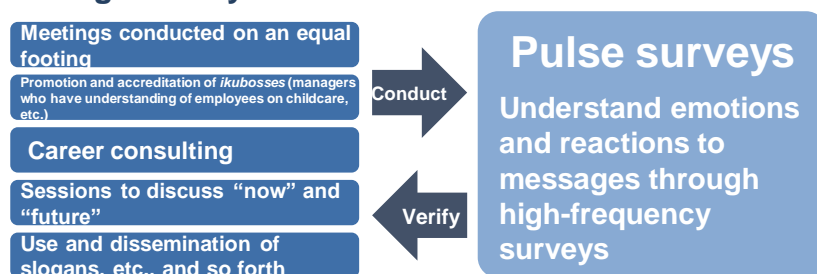 Meetings conducted on an equal
footing
Promotion and accreditation of ikubosses (managers
who have understanding of employees on childcare,
etc.)
Career consulting
Sessions to discuss “now” and
“future”
Use and dissemination of
slogans, etc., and so forth
Conduct
Verify
Pulse surveys
Understand emotions
and reactions to
messages through
high-frequency
surveys